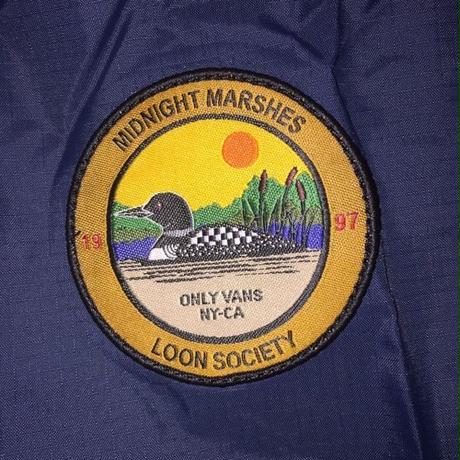 MIDNIGHT MARSHES
19 97
ONLY VANS
NY-CA
LOON SOCIETY